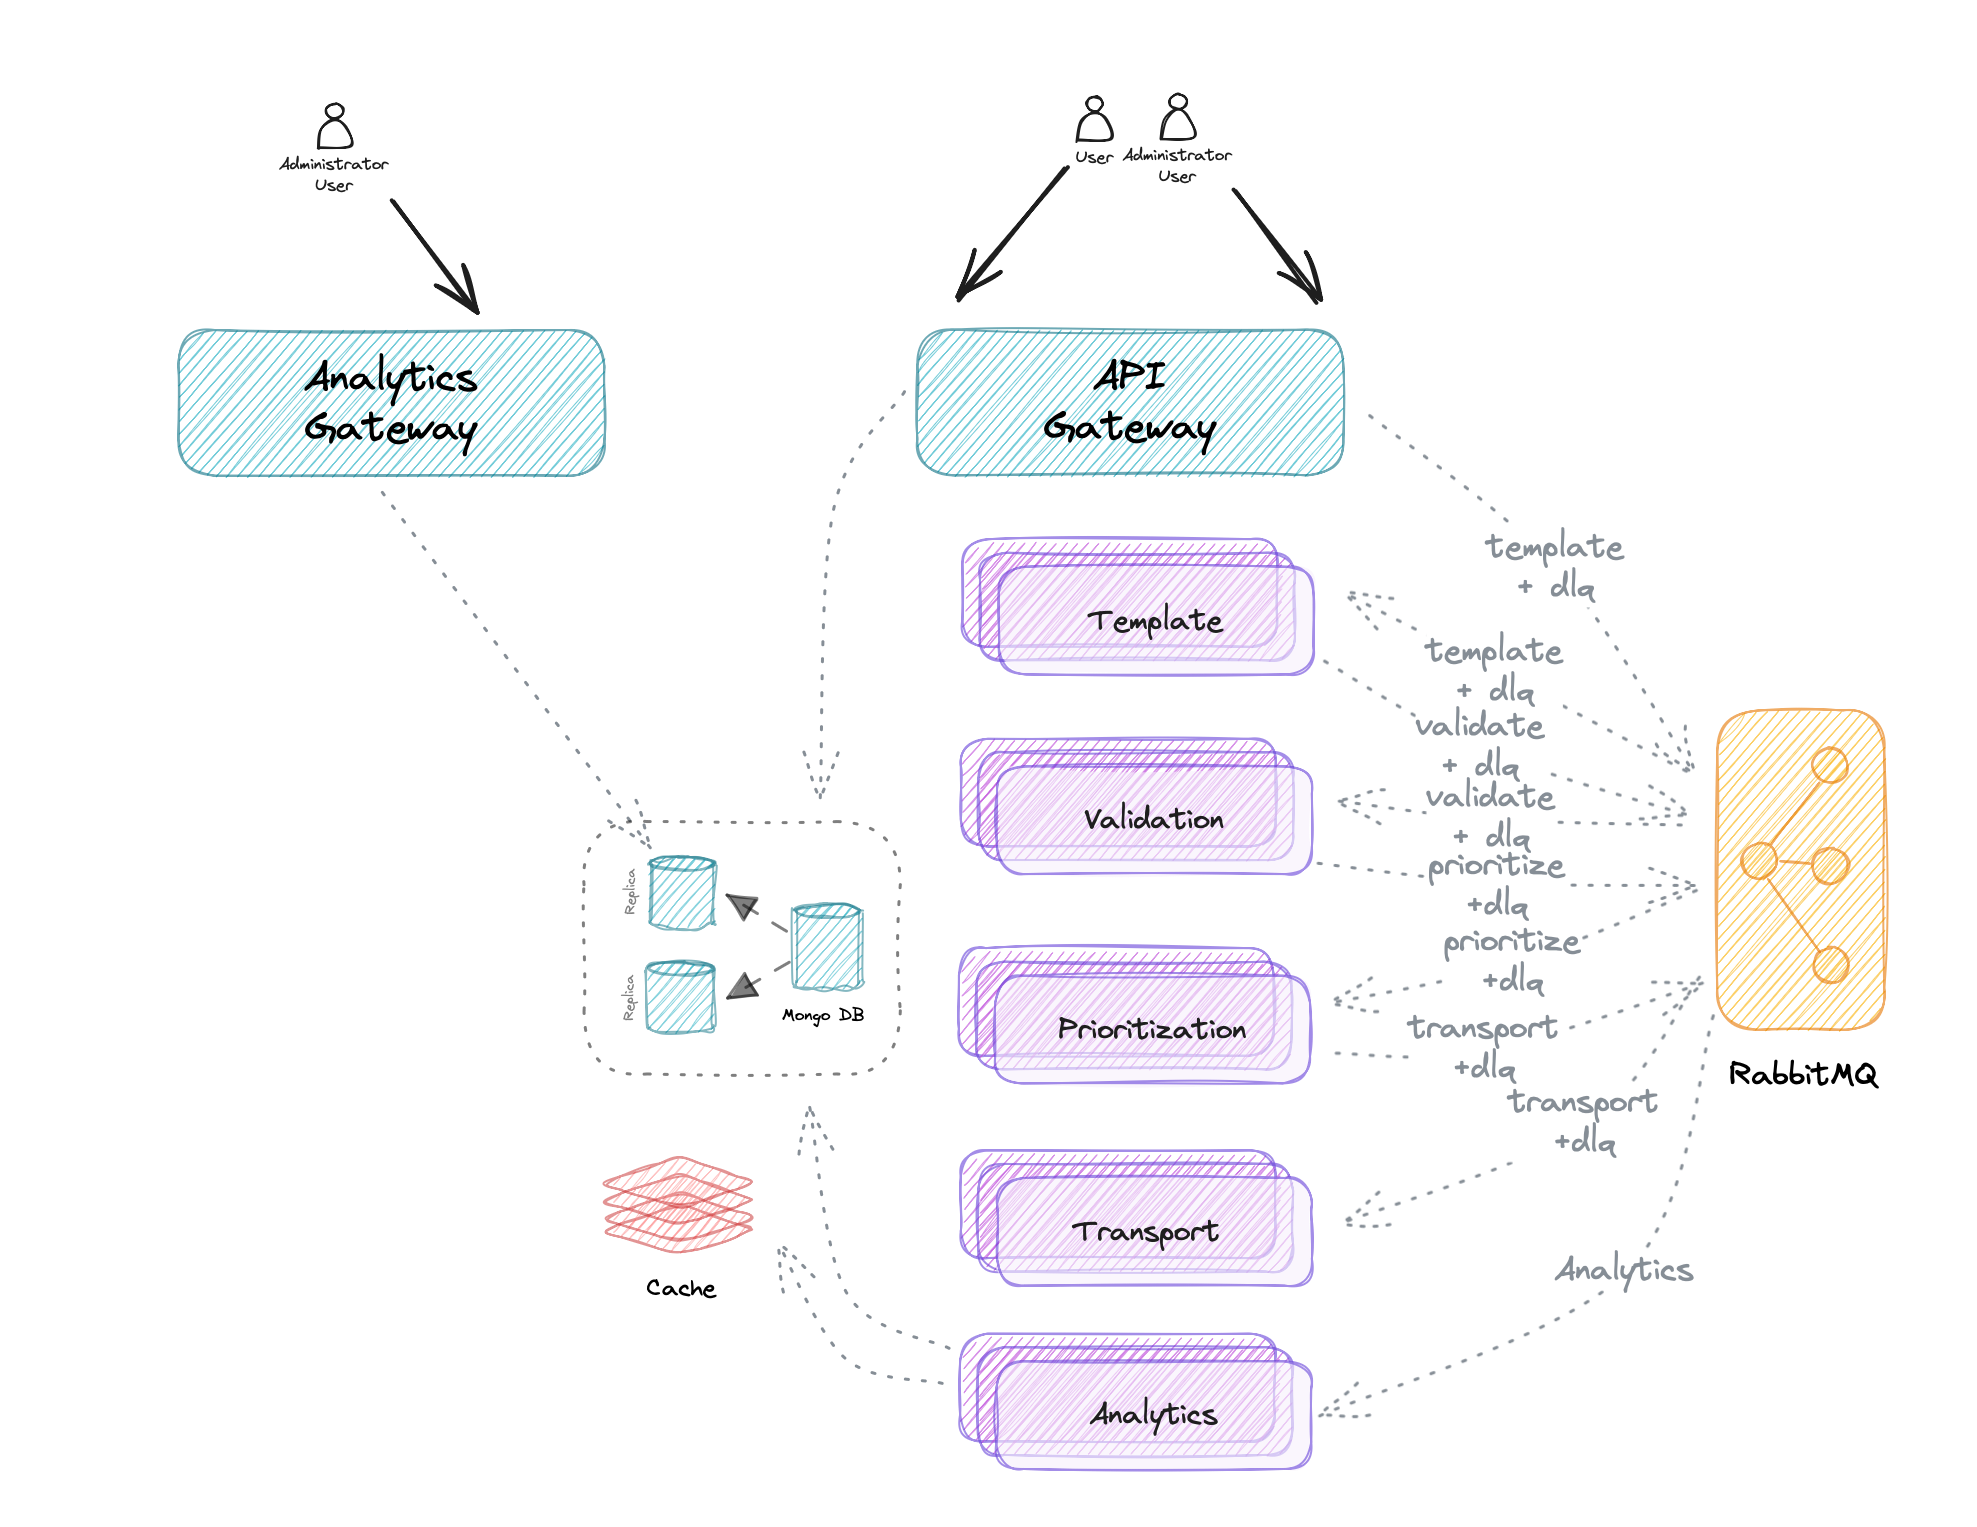 Administrator
User
User
Administrator
User
Analytics
Gateway
API
Gateway
template
+ dlq
Template
template
+ dlq
validate
+ dlq
Validation
validate
+ dlq
prioritize
+dlq
Replica
Replica
Mongo DB
prioritize
+dlq
Prioritization
transport
+dlq
RabbitMQ
transport
+dlq
Transport
Cache
Analytics
Analytics